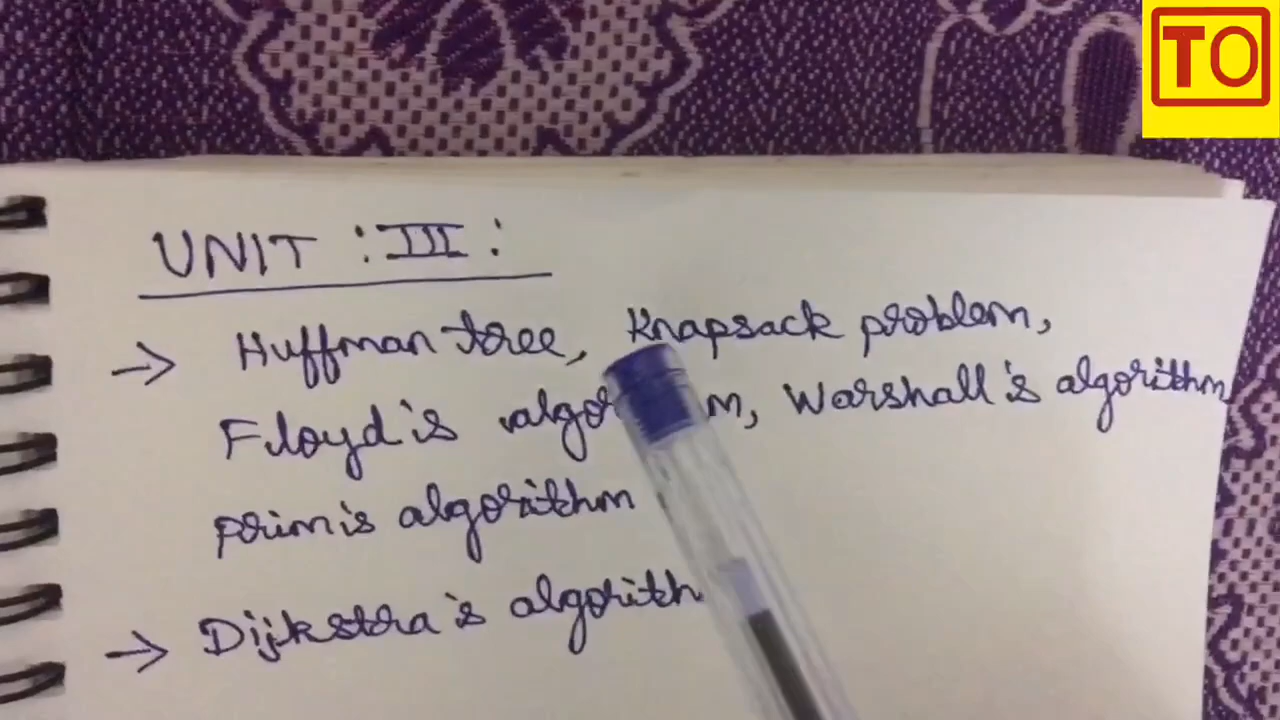 TO
UNIT : III :
→ Huffman tree, Knapsack problem,
Floyd's m, Warshall's algorithm,
prim's algorithm
→ Dijkstra's